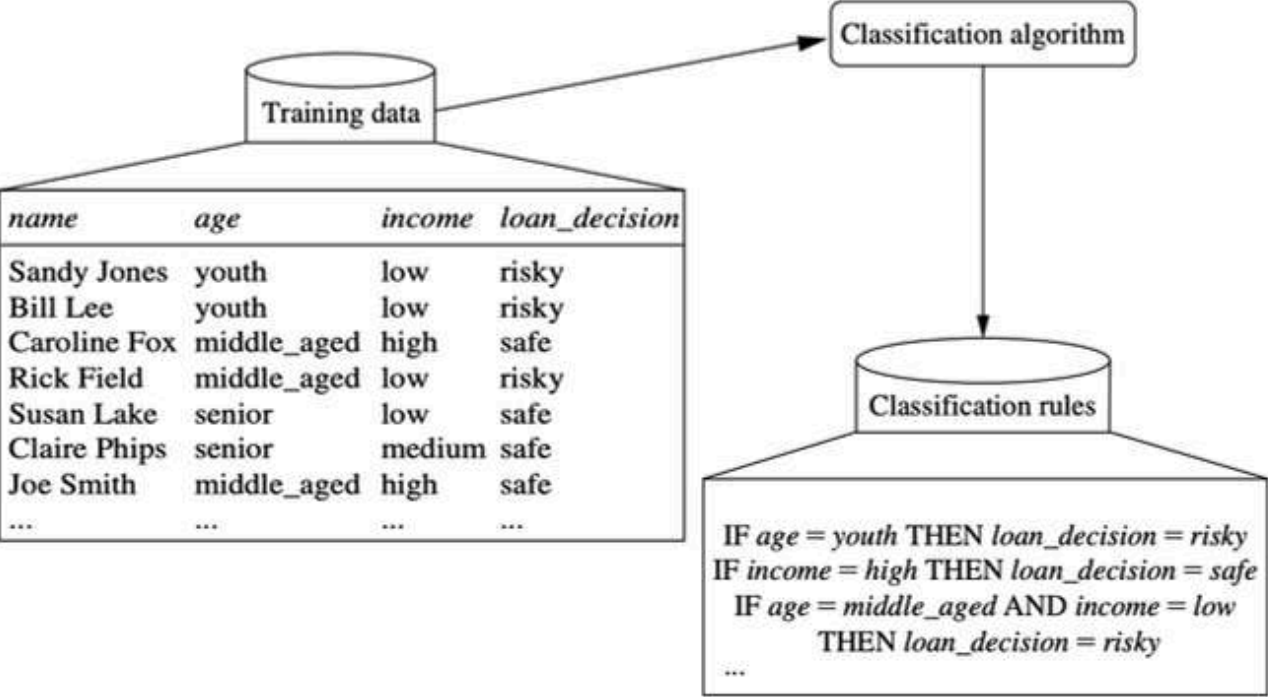 Classification algorithm
Training data
name age income loan_decision
Sandy Jones youth low risky
Bill Lee youth low risky
Caroline Fox middle_aged high safe
Rick Field middle_aged low risky
Susan Lake senior low safe
Claire Phips senior medium safe
Joe Smith middle_aged high safe
... ... ... ...
Classification rules
IF age = youth THEN loan_decision = risky
IF income = high THEN loan_decision = safe
IF age = middle_aged AND income = low
THEN loan_decision = risky
...